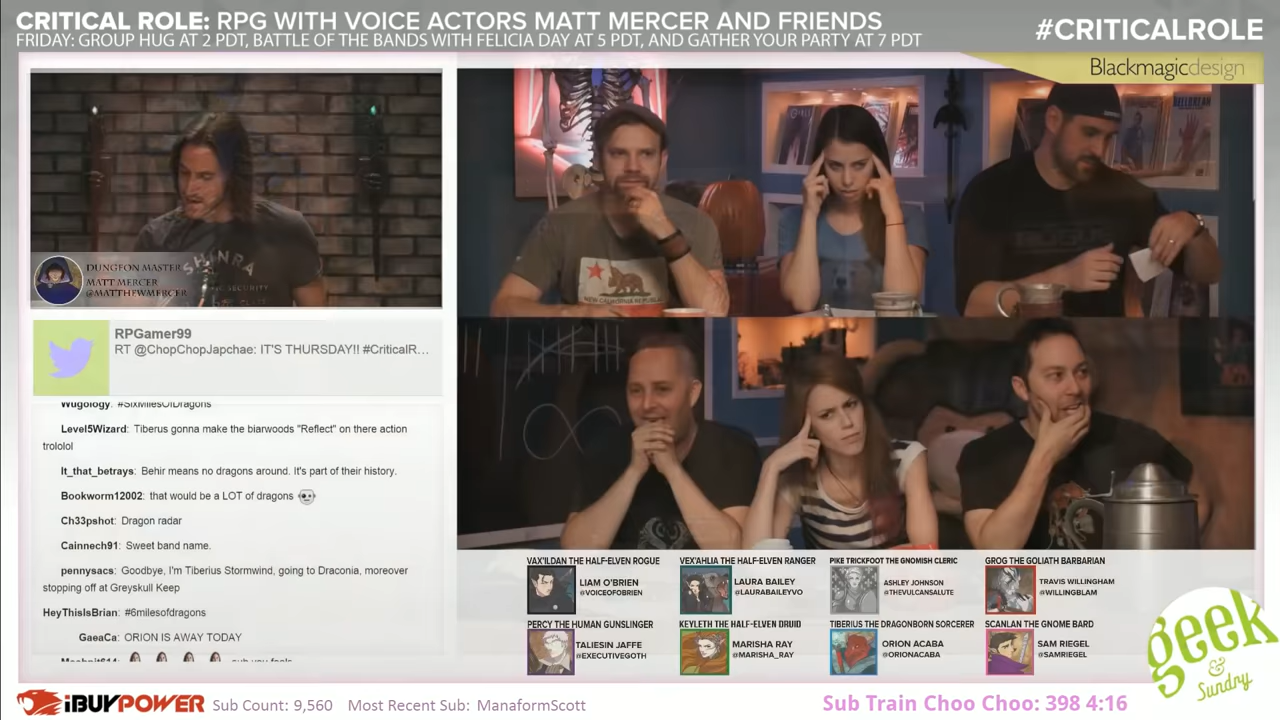 CRITICAL ROLE: RPG WITH VOICE ACTORS MATT MERCER AND FRIENDS
FRIDAY: GROUP HUG AT 2 PDT, BATTLE OF THE BANDS WITH FELICIA DAY AT 5 PDT, AND GATHER YOUR PARTY AT 7 PDT
#CRITICALROLE
Blackmagicdesign
SHINRA
DUNGEON MASTER
MATT MERCER
@MATTHEWMERCER
NEW CALIFORNIA REPUBLIC
RPGamer99
RT @ChopChopJapchae: IT'S THURSDAY!! #CriticalR...
Wugology: #SixMilesOfDragons
Level5Wizard: Tiberus gonna make the biarwoods "Reflect" on there action
trololol
It_that_betrays: Behir means no dragons around. It's part of their history.
Bookworm12002: that would be a LOT of dragons
Ch33pshot: Dragon radar
Cainnech91: Sweet band name.
pennysacs: Goodbye, I'm Tiberius Stormwind, going to Draconia, moreover
stopping off at Greyskull Keep
HeyThisIsBrian: #6milesofdragons
GaeaCa: ORION IS AWAY TODAY
VAX'ILDAN THE HALF-ELVEN ROGUE
LIAM O'BRIEN
@VOICEOFOBRIEN
VEX'AHLIA THE HALF-ELVEN RANGER
LAURA BAILEY
@LAURABAILEYVO
PIKE TRICKFOOT THE GNOMISH CLERIC
ASHLEY JOHNSON
@THEVULCANSALUTE
GROG THE GOLIATH BARBARIAN
TRAVIS WILLINGHAM
@WILLINGBLAM
PERCY THE HUMAN GUNSLINGER
TALIESIN JAFFE
@EXECUTIVEGOTH
KEYLETH THE HALF-ELVEN DRUID
MARISHA RAY
@MARISHA_RAY
TIBERIUS THE DRAGONBORN SORCERER
ORION ACABA
@ORIONACABA
SCANLAN THE GNOME BARD
SAM RIEGEL
@SAMRIEGEL
geek
&
Sundry
iBUYPOWER
Sub Count: 9,560
Most Recent Sub: ManaformScott
Sub Train Choo Choo: 398 4:16